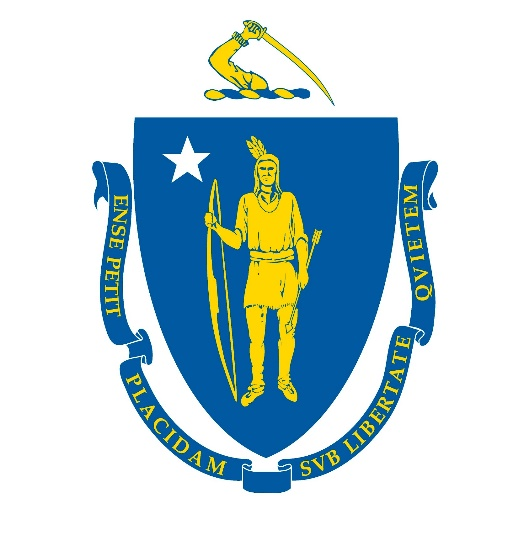 ENSE PETIT
PLACIDAM
SVB LIBERTATE
QVIETEM